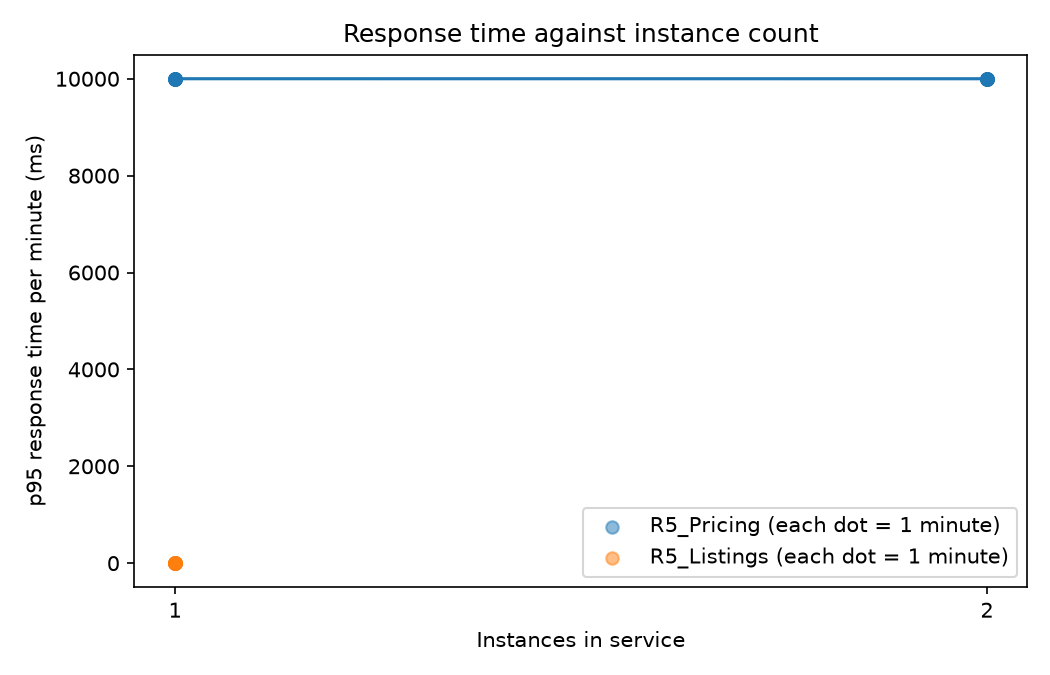 Response time against instance count
p95 response time per minute (ms)
10000
8000
6000
4000
2000
0
R5_Pricing (each dot = 1 minute)
R5_Listings (each dot = 1 minute)
1
2
Instances in service